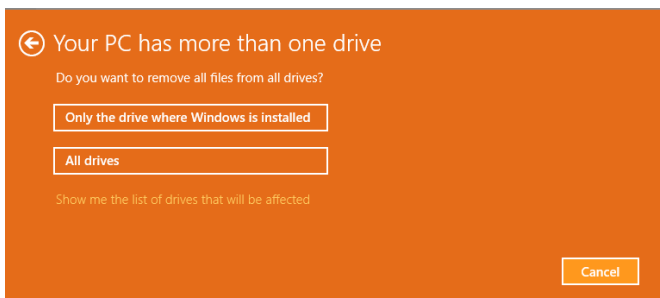 Your PC has more than one drive
Do you want to remove all files from all drives?
Only the drive where Windows is installed
All drives
Show me the list of drives that will be affected
Cancel